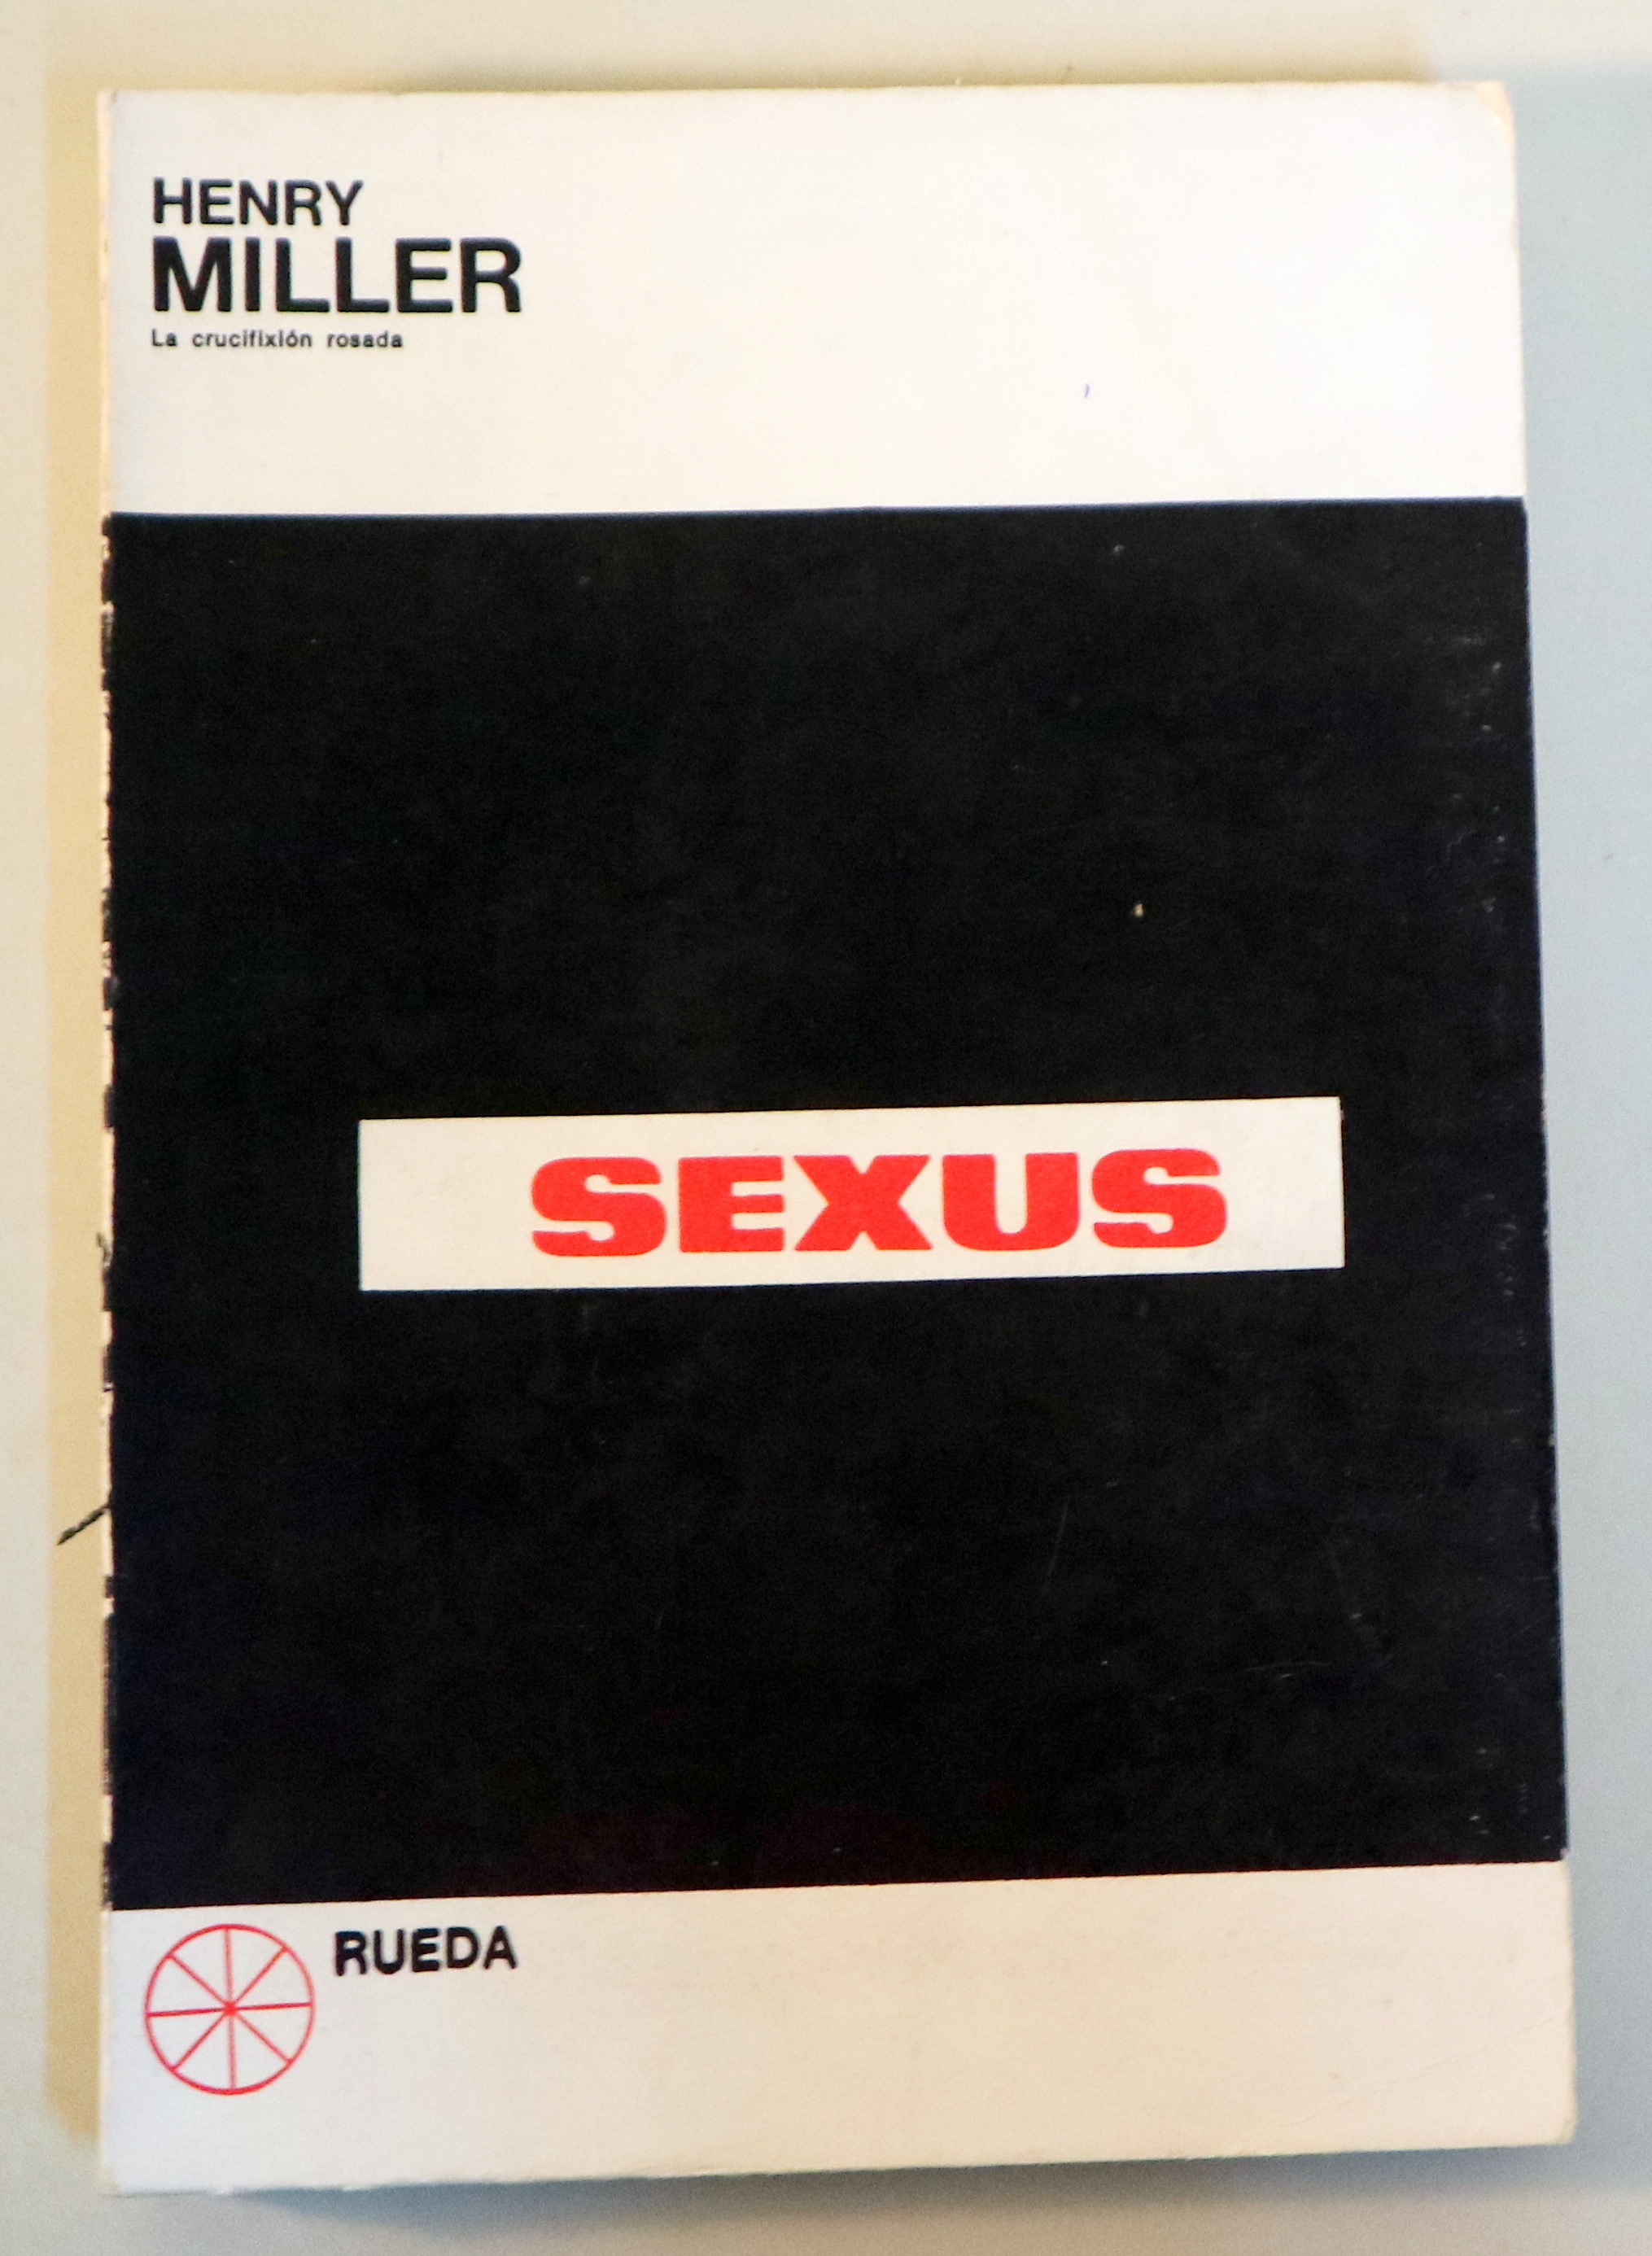 HENRY
MILLER
La crucifixión rosada
SEXUS
RUEDA